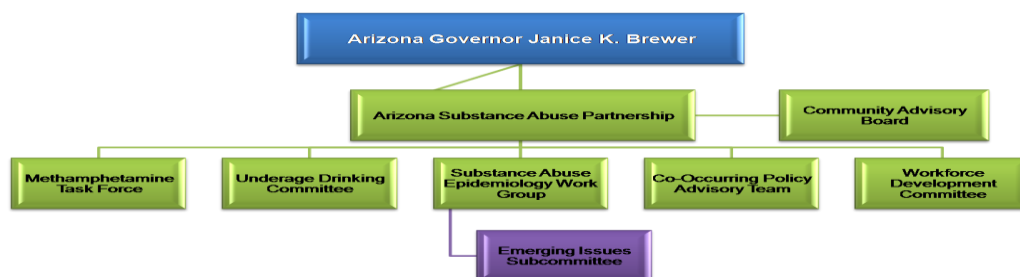 Arizona Governor Janice K. Brewer
Arizona Substance Abuse Partnership
Community Advisory
Board
Methamphetamine
Task Force
Underage Drinking
Committee
Substance Abuse
Epidemiology Work
Group
Co-Occurring Policy
Advisory Team
Workforce
Development
Committee
Emerging Issues
Subcommittee